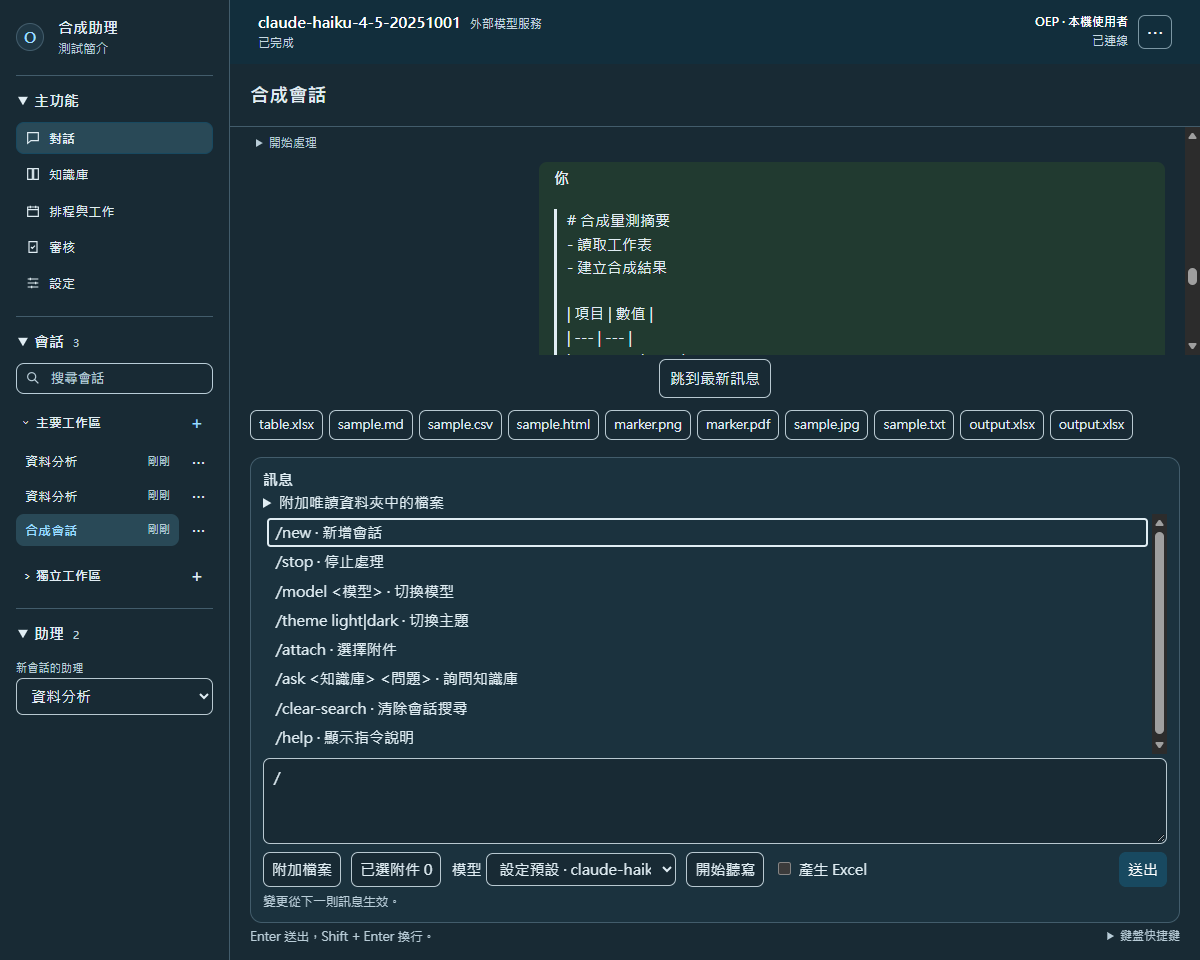 O
合成助理
測試簡介
▼ 主功能
對話
知識庫
排程與工作
審核
設定
▼ 會話 3
搜尋會話
主要工作區 +
資料分析 剛剛 ...
資料分析 剛剛 ...
合成會話 剛剛 ...
獨立工作區 +
▼ 助理 2
新會話的助理
資料分析
claude-haiku-4-5-20251001 外部模型服務
已完成
OEP · 本機使用者
已連線
...
合成會話
▶ 開始處理
你
# 合成量測摘要
- 讀取工作表
- 建立合成結果
| 項目 | 數值 |
|---|---|
跳到最新訊息
table.xlsx sample.md sample.csv sample.html marker.png marker.pdf sample.jpg sample.txt output.xlsx output.xlsx
訊息
▶ 附加唯讀資料夾中的檔案
/new · 新增會話
/stop · 停止處理
/model <模型> · 切換模型
/theme light|dark · 切換主題
/attach · 選擇附件
/ask <知識庫> <問題> · 詢問知識庫
/clear-search · 清除會話搜尋
/help · 顯示指令說明
/
附加檔案 已選附件 0 模型 設定預設 · claude-haik 開始聽寫 產生 Excel 送出
變更從下一則訊息生效。
Enter 送出，Shift + Enter 換行。
▶ 鍵盤快捷鍵